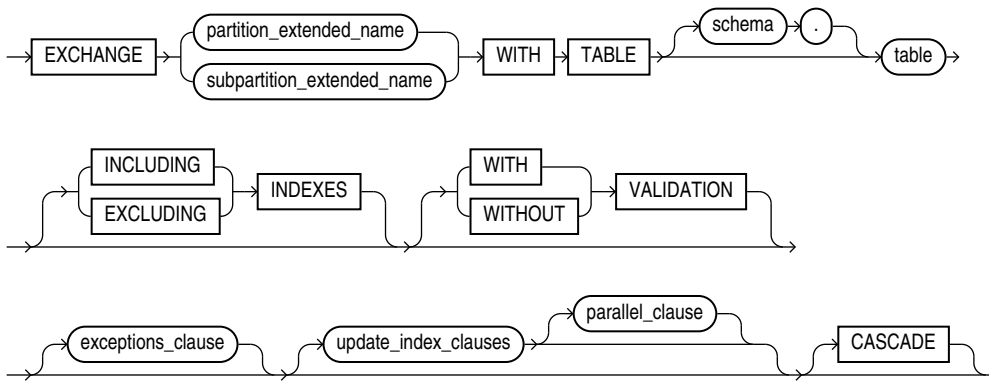 partition_extended_name
EXCHANGE
subpartition_extended_name
WITH
TABLE
schema
.
table
INCLUDING
EXCLUDING
INDEXES
WITH
WITHOUT
VALIDATION
exceptions_clause
update_index_clauses
parallel_clause
CASCADE